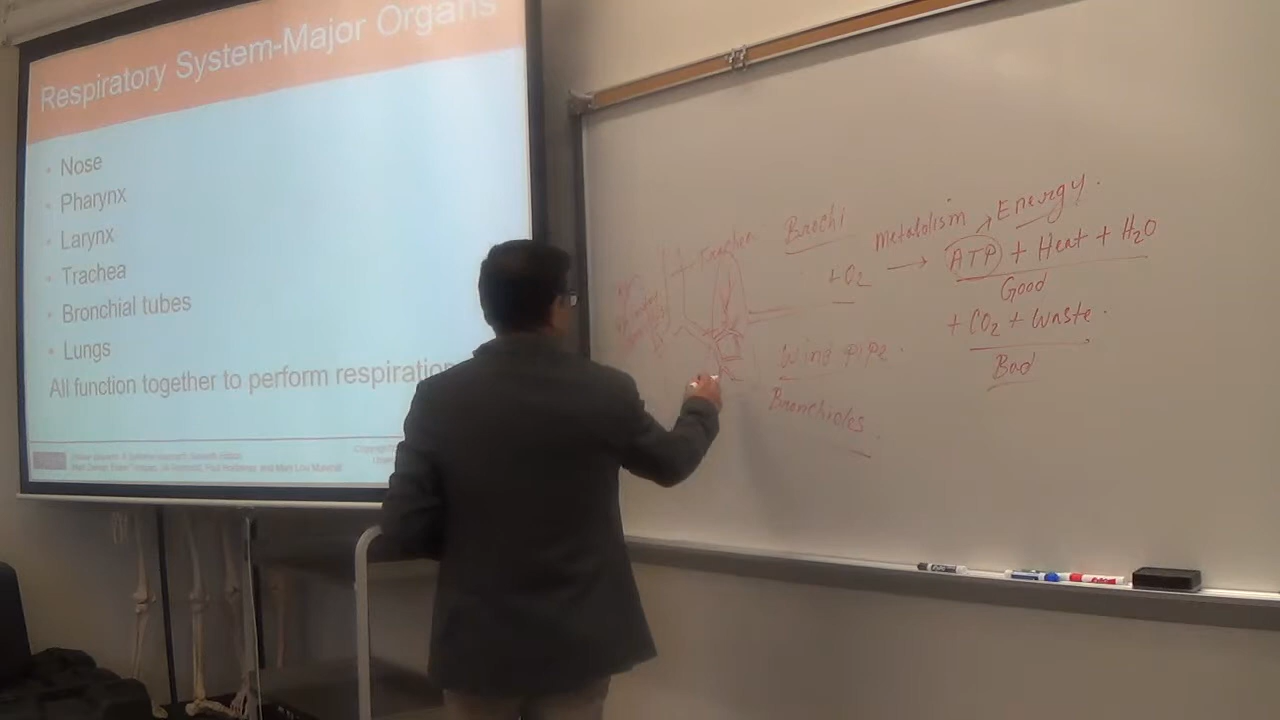 Respiratory System-Major Organs
• Nose
• Pharynx
• Larynx
• Trachea
• Bronchial tubes
• Lungs
All function together to perform respiration
Trachea
Brochi
+O₂
Metabolism
→ ATP + Heat + H₂O
↗ Energy.
Good
+ CO₂ + Waste.
Bad
Wind pipe.
Bronchioles.